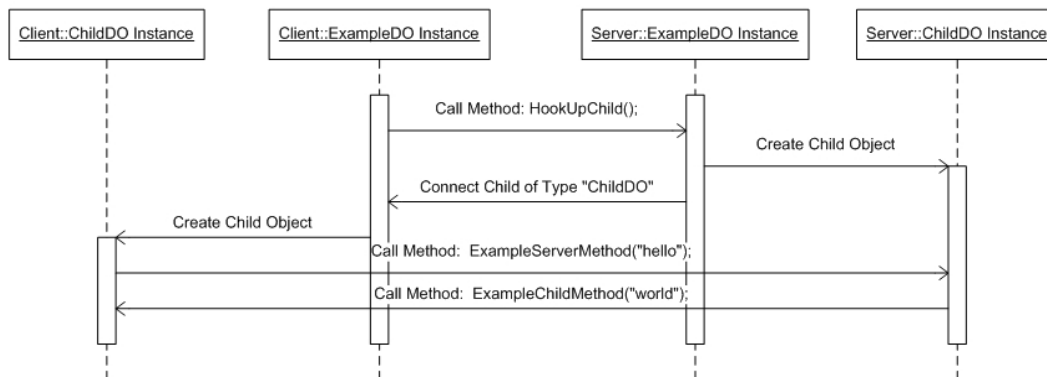 Client::ChildDO Instance
Client::ExampleDO Instance
Server::ExampleDO Instance
Server::ChildDO Instance
Call Method: HookUpChild();
Create Child Object
Connect Child of Type "ChildDO"
Create Child Object
Call Method:  ExampleServerMethod("hello");
Call Method:  ExampleChildMethod("world");